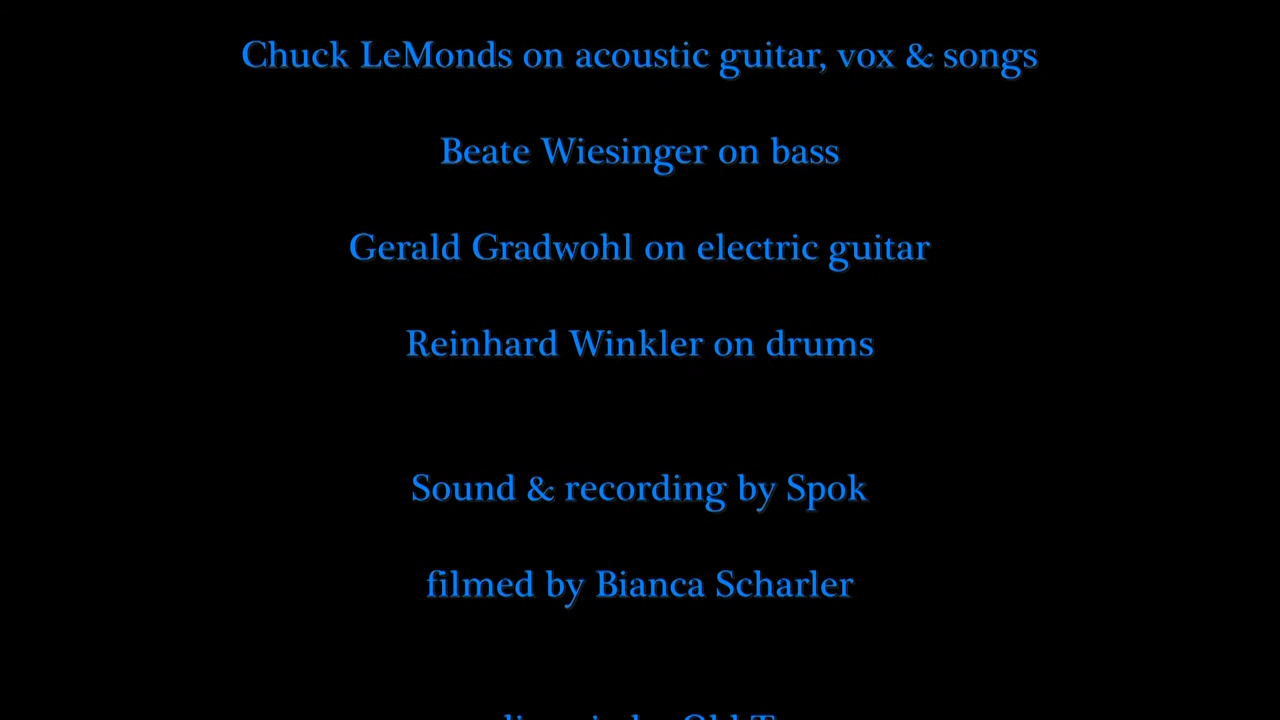 Chuck LeMonds on acoustic guitar, vox & songs
Beate Wiesinger on bass
Gerald Gradwohl on electric guitar
Reinhard Winkler on drums
Sound & recording by Spok
filmed by Bianca Scharler